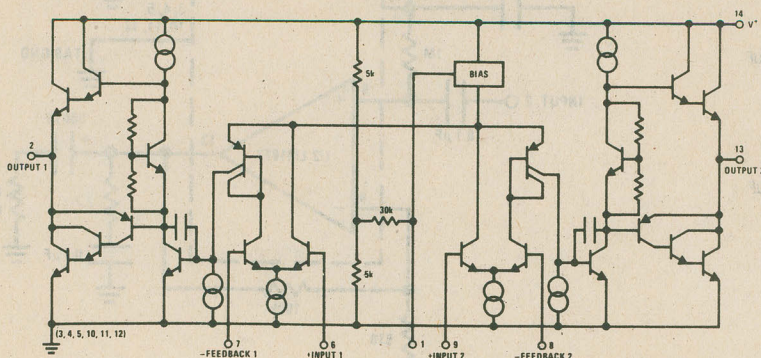 14
V+
5k
BIAS
2
OUTPUT 1
13
OUTPUT 2
30k
5k
(3, 4, 5, 10, 11, 12)
7
–FEEDBACK 1
6
+INPUT 1
1
9
+INPUT 2
8
–FEEDBACK 2